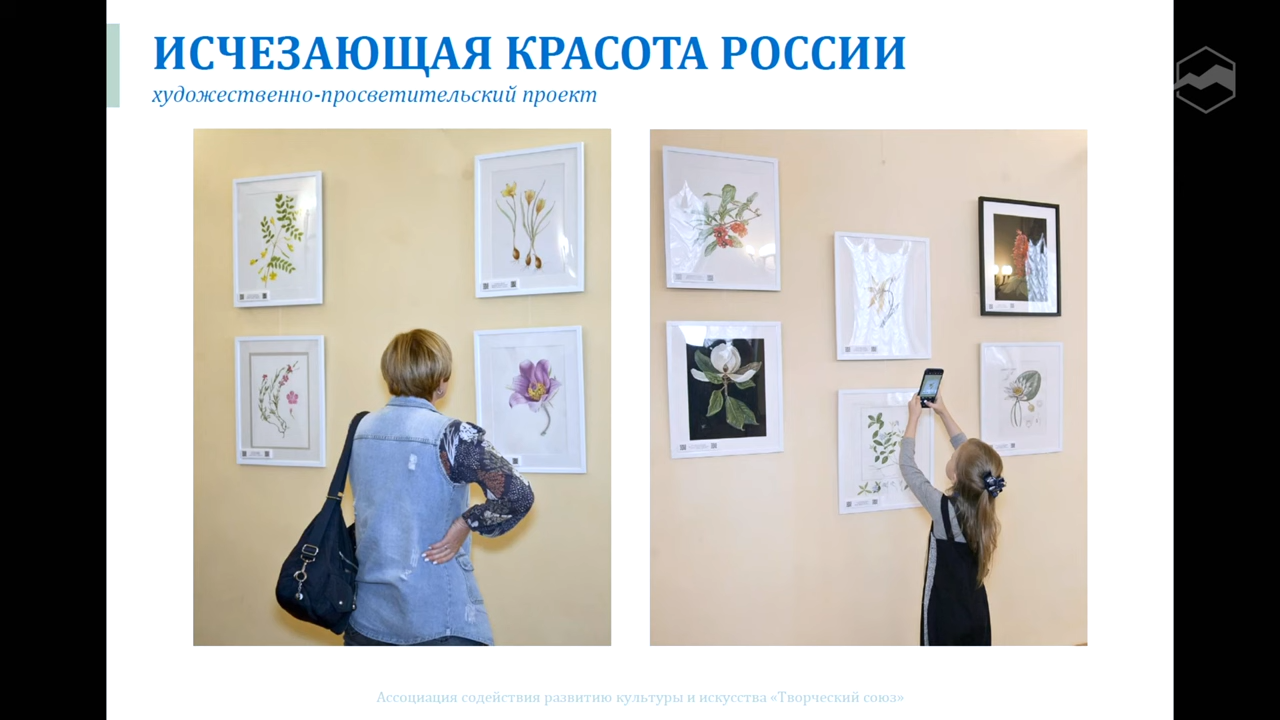 ИСЧЕЗАЮЩАЯ КРАСОТА РОССИИ
художественно-просветительский проект
Ассоциация содействия развитию культуры и искусства «Творческий союз»